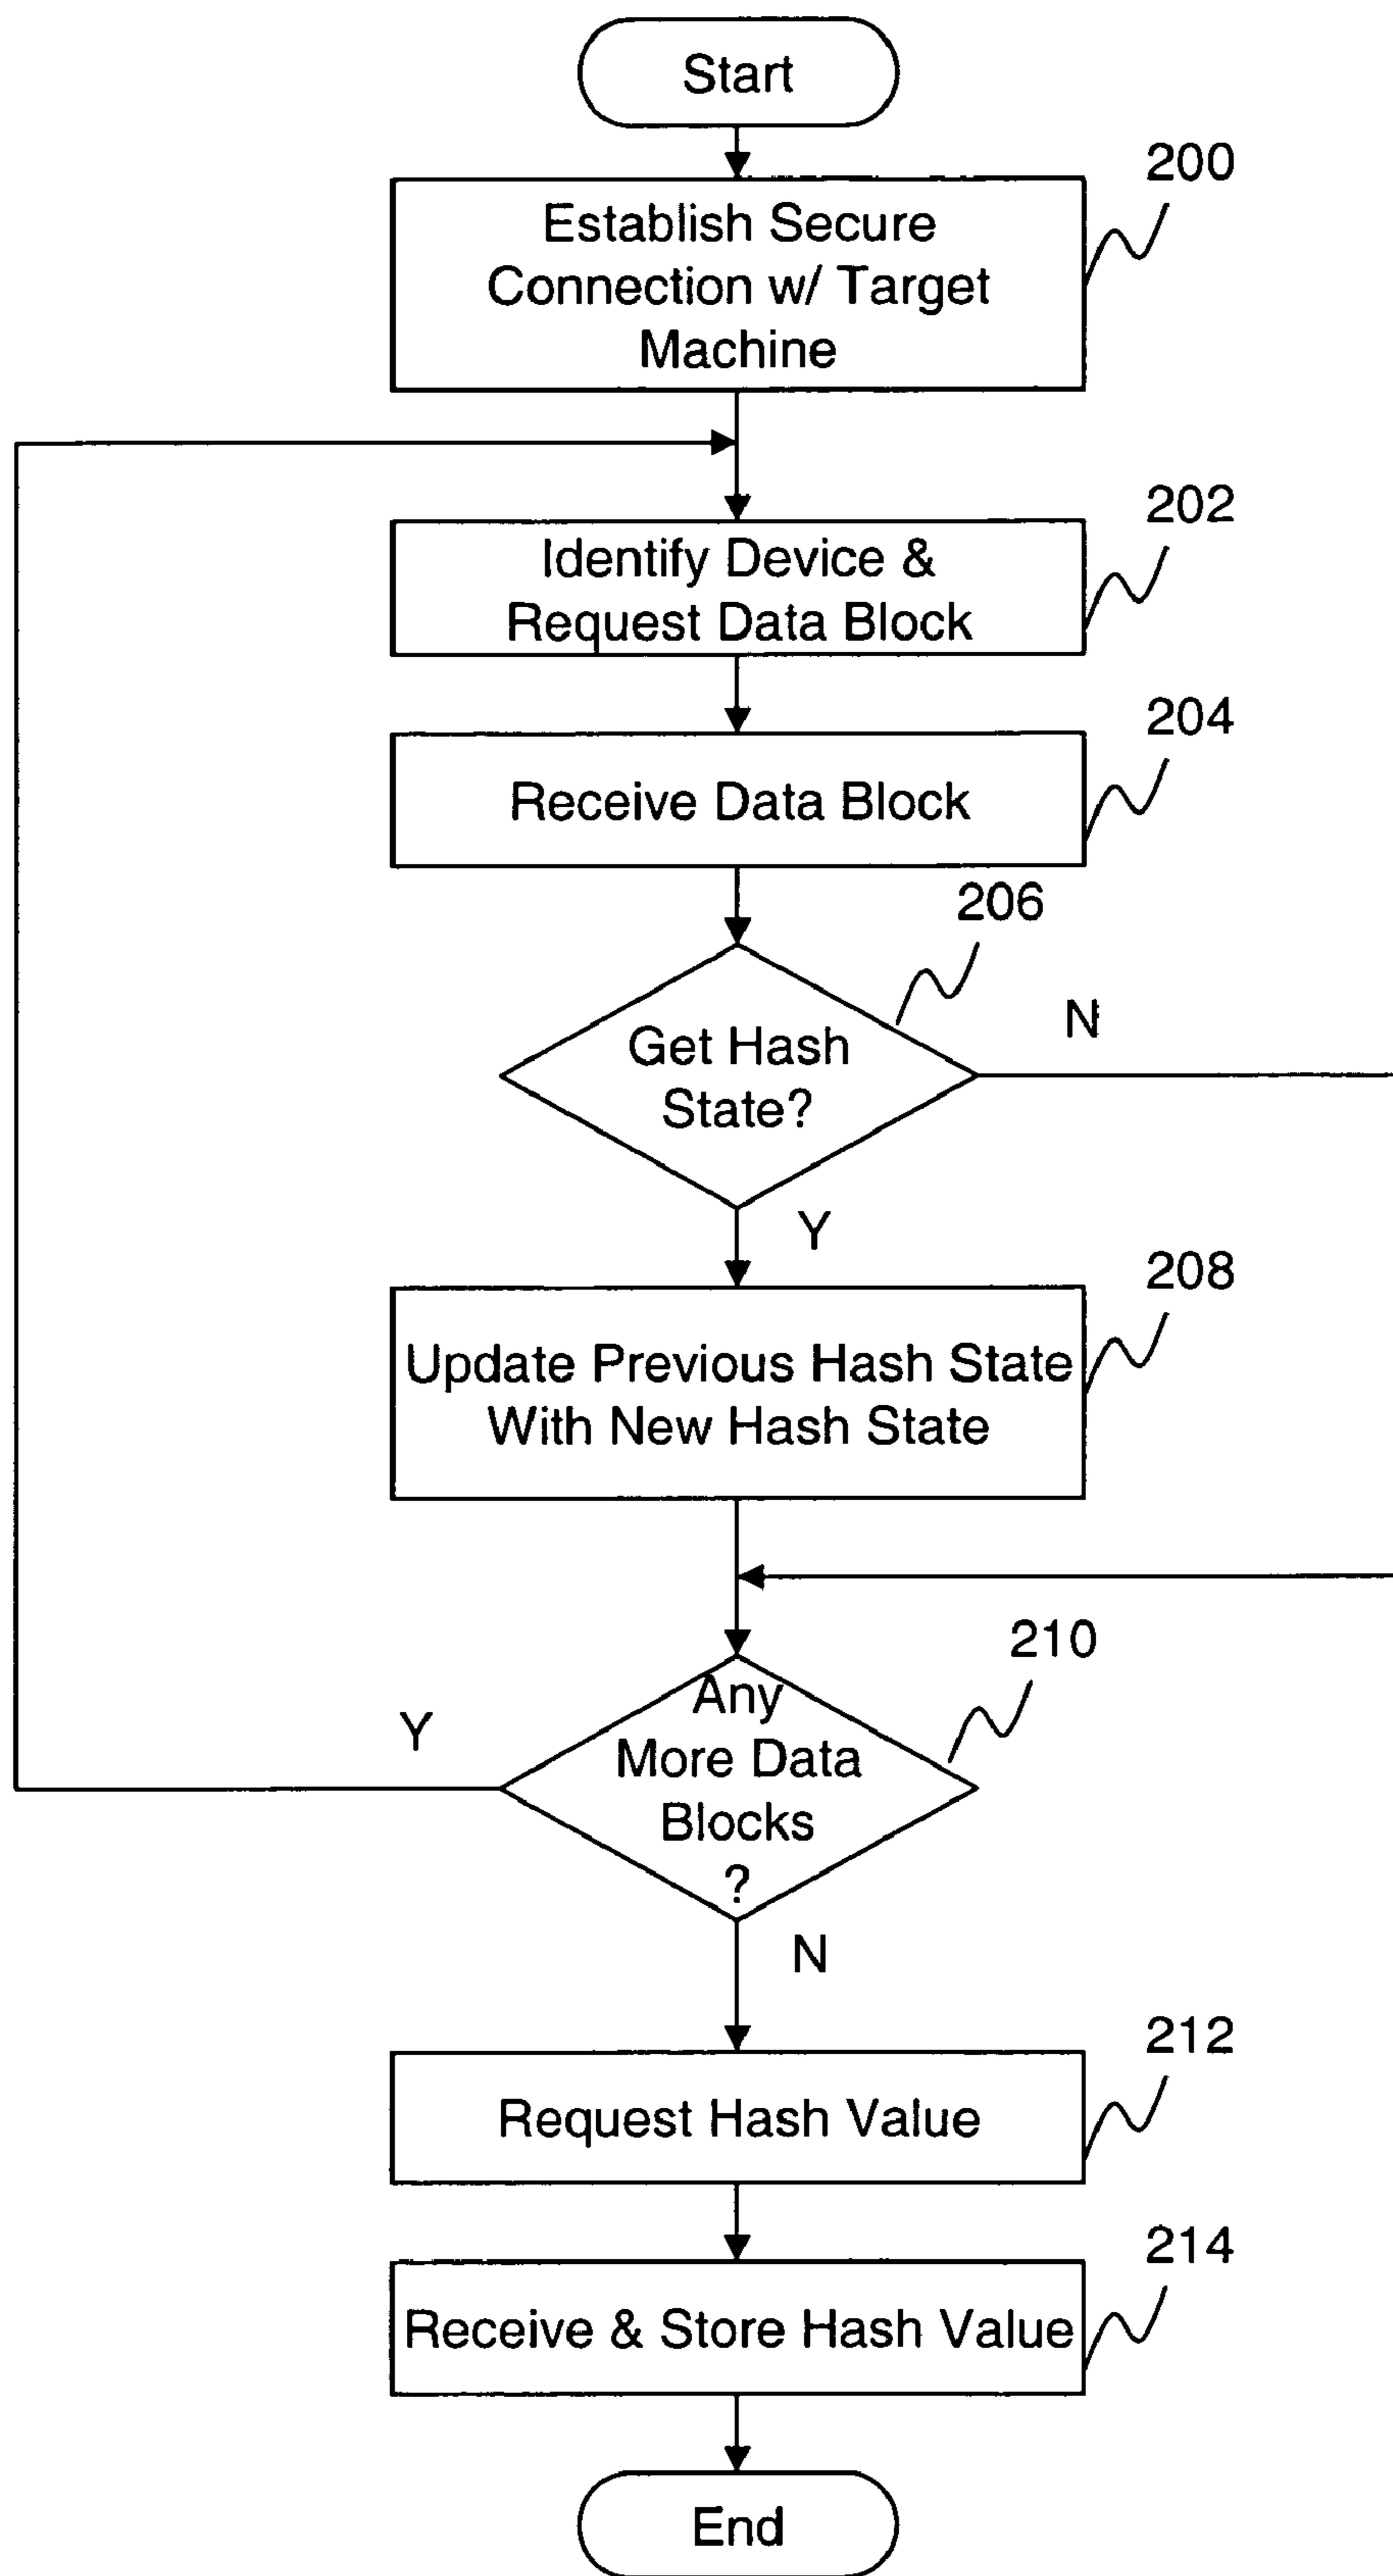 Start
200
Establish Secure
Connection w/ Target
Machine
202
Identify Device &
Request Data Block
204
Receive Data Block
206
Get Hash
State?
N
Y
208
Update Previous Hash State
With New Hash State
210
Any
More Data
Blocks
?
Y
N
212
Request Hash Value
214
Receive & Store Hash Value
End